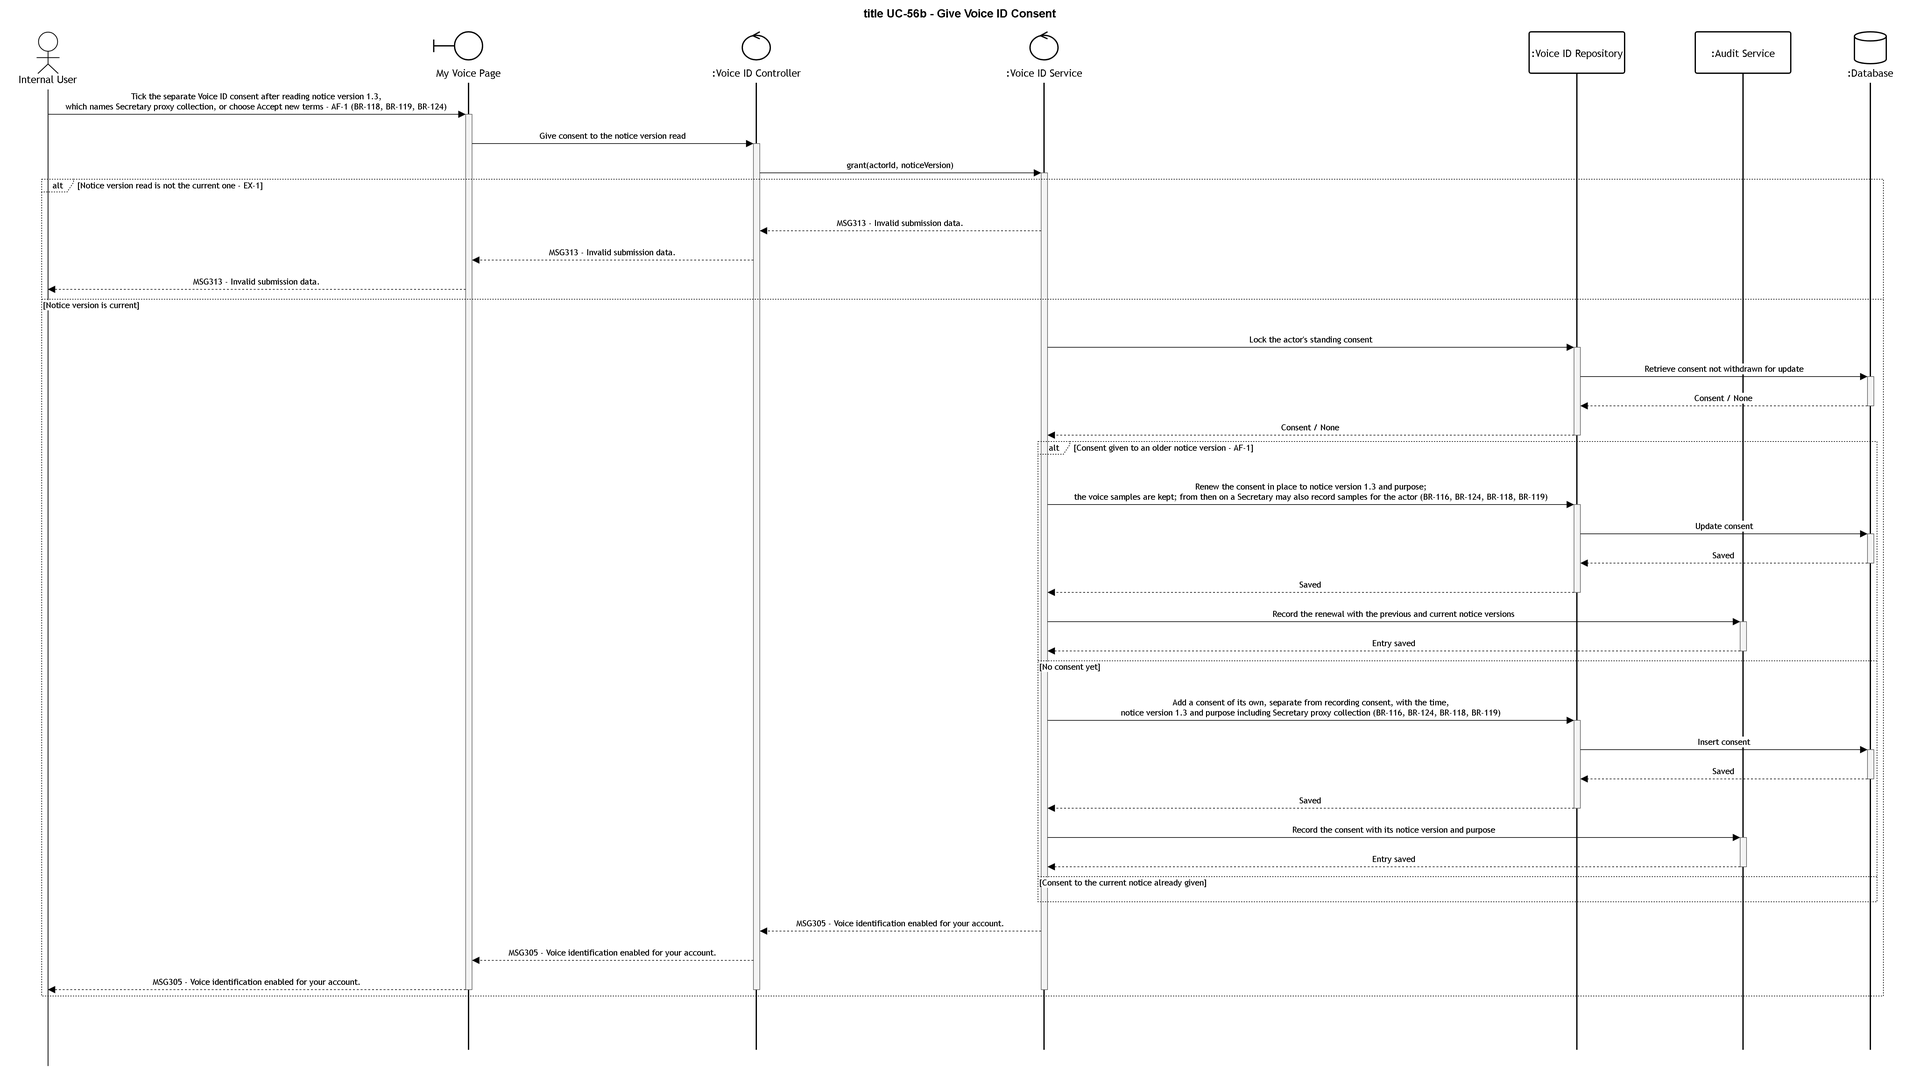 title UC-56b - Give Voice ID Consent
Internal User
My Voice Page
:Voice ID Controller
:Voice ID Service
:Voice ID Repository
:Audit Service
:Database
Tick the separate Voice ID consent after reading notice version 1.3,
which names Secretary proxy collection, or choose Accept new terms - AF-1 (BR-118, BR-119, BR-124)
Give consent to the notice version read
grant(actorId, noticeVersion)
alt [Notice version read is not the current one - EX-1]
MSG313 - Invalid submission data.
MSG313 - Invalid submission data.
MSG313 - Invalid submission data.
[Notice version is current]
Lock the actor's standing consent
Retrieve consent not withdrawn for update
Consent / None
Consent / None
alt [Consent given to an older notice version - AF-1]
Renew the consent in place to notice version 1.3 and purpose;
the voice samples are kept; from then on a Secretary may also record samples for the actor (BR-116, BR-124, BR-118, BR-119)
Update consent
Saved
Saved
Record the renewal with the previous and current notice versions
Entry saved
[No consent yet]
Add a consent of its own, separate from recording consent, with the time,
notice version 1.3 and purpose including Secretary proxy collection (BR-116, BR-124, BR-118, BR-119)
Insert consent
Saved
Saved
Record the consent with its notice version and purpose
Entry saved
[Consent to the current notice already given]
MSG305 - Voice identification enabled for your account.
MSG305 - Voice identification enabled for your account.
MSG305 - Voice identification enabled for your account.